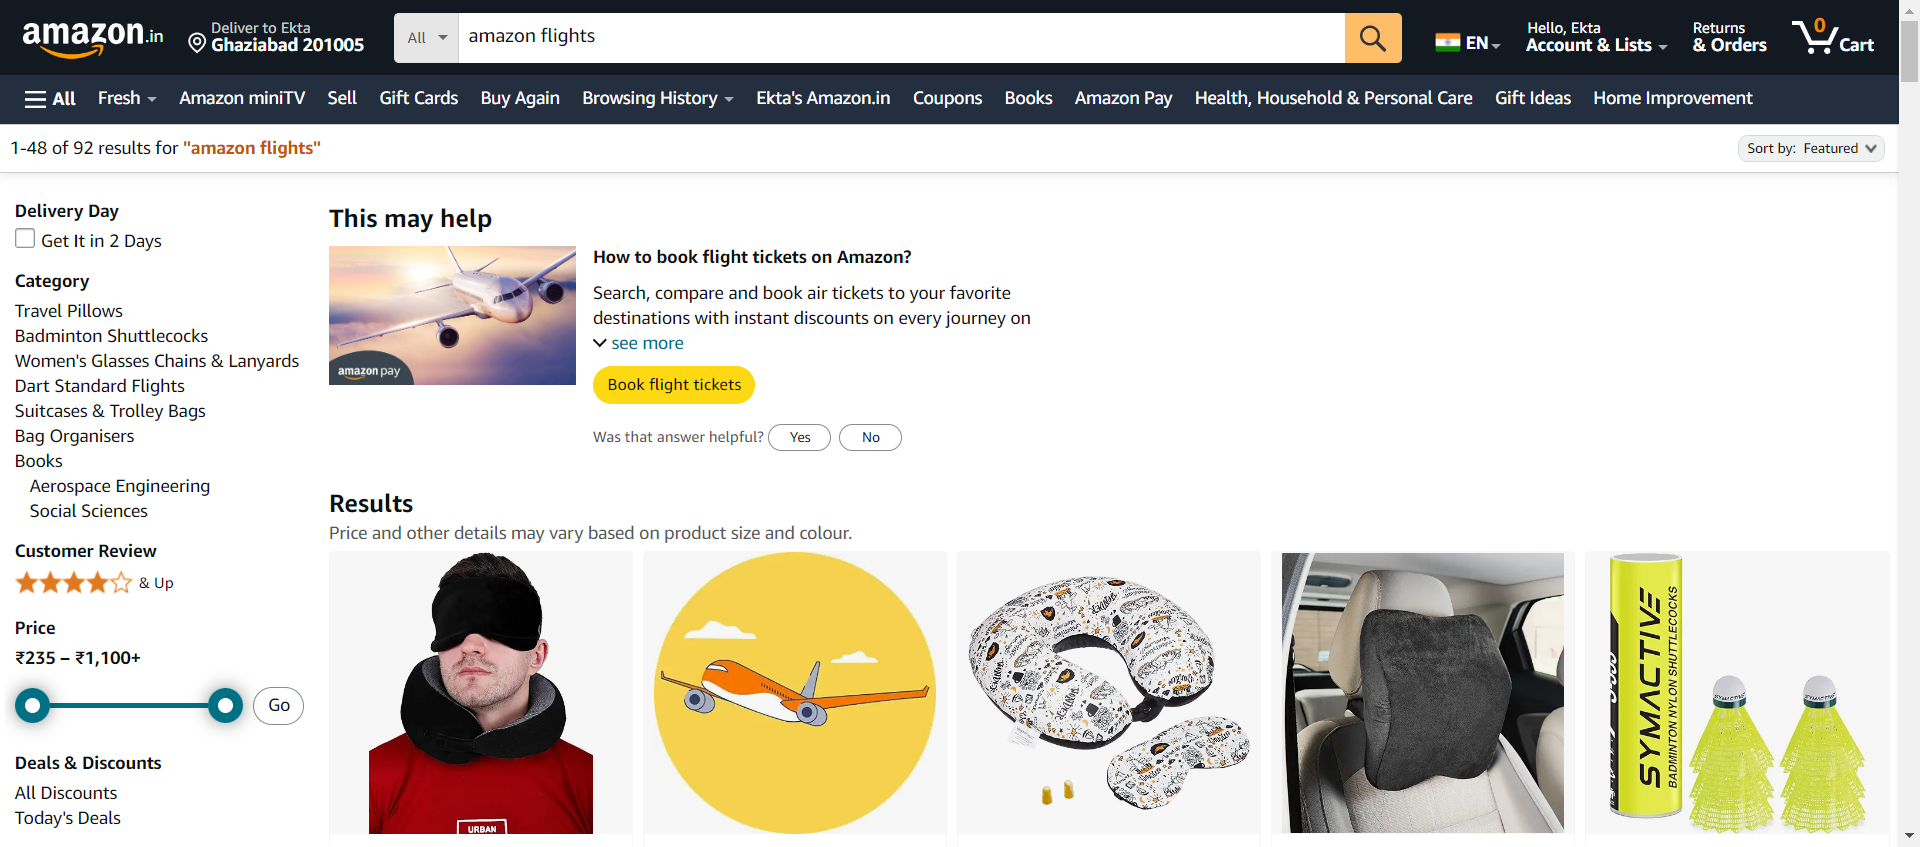 amazon.in
Deliver to Ekta
Ghaziabad 201005
All
amazon flights
EN
Hello, Ekta
Account & Lists
Returns
& Orders
0
Cart
All
Fresh
Amazon miniTV
Sell
Gift Cards
Buy Again
Browsing History
Ekta's Amazon.in
Coupons
Books
Amazon Pay
Health, Household & Personal Care
Gift Ideas
Home Improvement
1-48 of 92 results for "amazon flights"
Sort by: Featured
Delivery Day
Get It in 2 Days
Category
Travel Pillows
Badminton Shuttlecocks
Women's Glasses Chains & Lanyards
Dart Standard Flights
Suitcases & Trolley Bags
Bag Organisers
Books
Aerospace Engineering
Social Sciences
Customer Review
& Up
Price
₹235 – ₹1,100+
Go
Deals & Discounts
All Discounts
Today's Deals
This may help
amazon pay
How to book flight tickets on Amazon?
Search, compare and book air tickets to your favorite
destinations with instant discounts on every journey on
see more
Book flight tickets
Was that answer helpful?
Yes
No
Results
Price and other details may vary based on product size and colour.
URBAN
SYMACTIVE
BADMINTON NYLON SHUTTLECOCKS
SYMACTIVE
SYMACTIVE